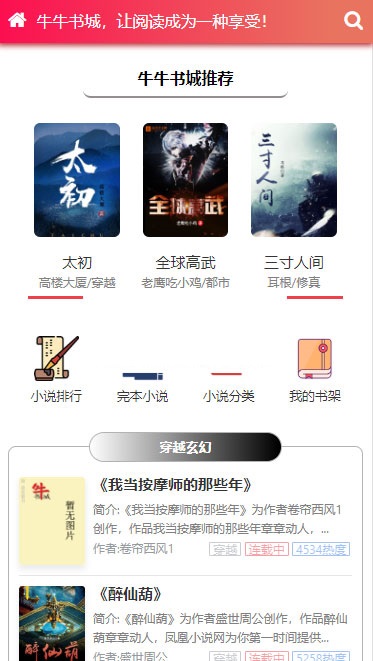 牛牛书城，让阅读成为一种享受！
牛牛书城推荐
太初
全球高武
三寸人间
太初
全球高武
三寸人间
高楼大厦/穿越
老鹰吃小鸡/都市
耳根/修真
小说排行
完本小说
小说分类
我的书架
穿越玄幻
牛牛书城
暂无图片
《我当按摩师的那些年》
简介:《我当按摩师的那些年》为作者卷帘西风1
创作，作品我当按摩师的那些年章章动人，...
作者:卷帘西风1
穿越
连载中
4534热度
醉仙葫
《醉仙葫》
简介:《醉仙葫》为作者盛世周公创作，作品醉仙
葫章章动人，凤凰小说网为你第一时间提供...
作者:盛世周公
穿越
连载中
5258热度